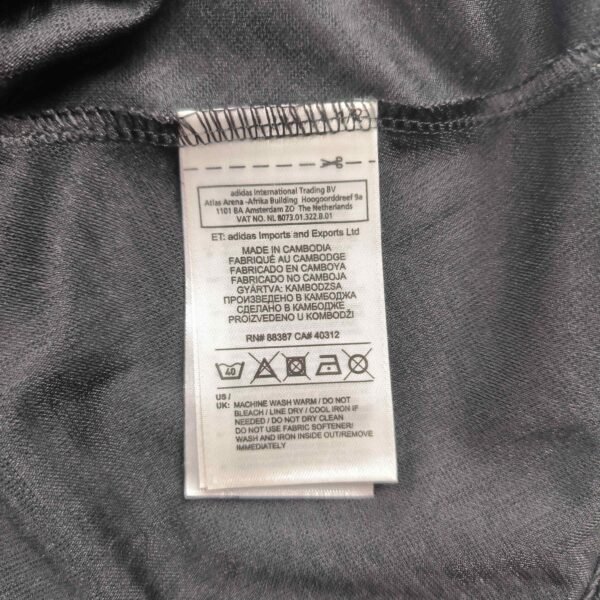 adidas International Trading BV
Atlas Arena -Afrika Building Hoogoorddreef 9a
1101 BA Amsterdam ZO The Netherlands
VAT NO. NL 8073.01.322.B.01
ET: adidas Imports and Exports Ltd
MADE IN CAMBODIA
FABRIQUÉ AU CAMBODGE
FABRICADO EN CAMBOYA
FABRICADO NO CAMBOJA
GYÁRTVA: KAMBODZSA
ПРОИЗВЕДЕНО В КАМБОДЖА
СДЕЛАНО В КАМБОДЖЕ
PROIZVEDENO U KOMBODŽI
RN# 88387 CA# 40312
40
US /
UK: MACHINE WASH WARM / DO NOT
BLEACH / LINE DRY / COOL IRON IF
NEEDED / DO NOT DRY CLEAN
DO NOT USE FABRIC SOFTENER/
WASH AND IRON INSIDE OUT/REMOVE
IMMEDIATELY